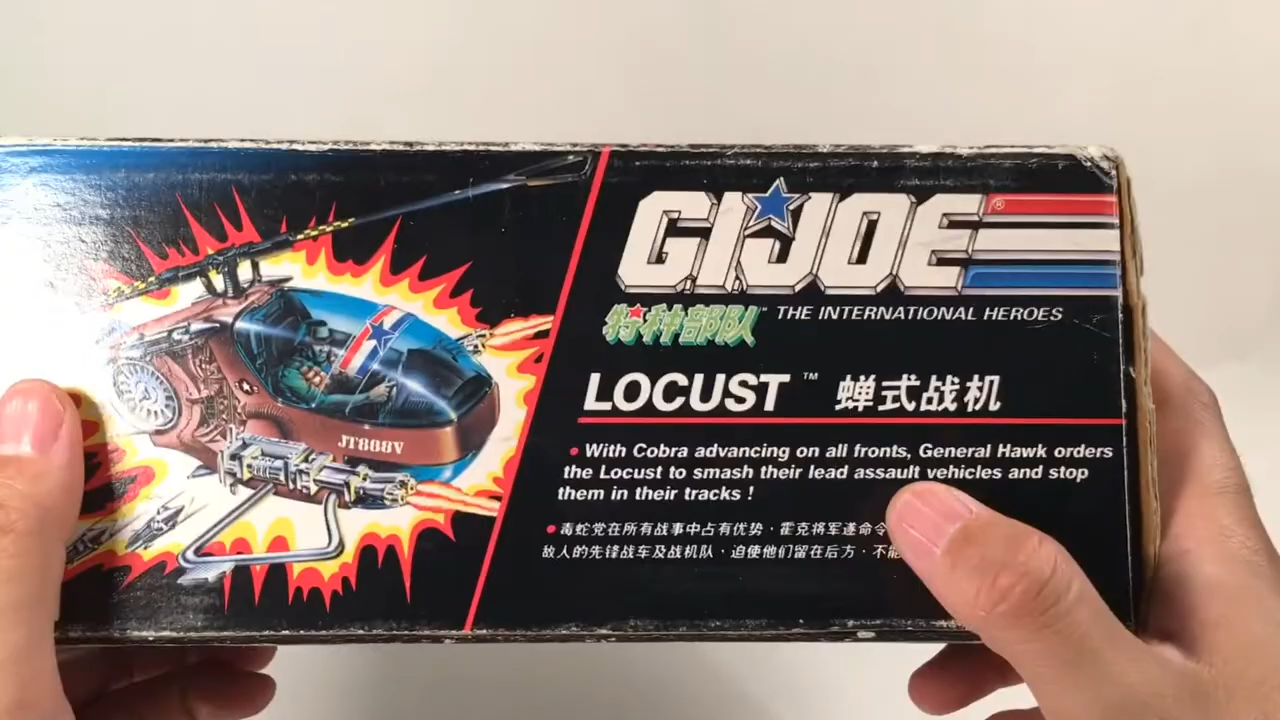 G.I. JOE ®
特种部队™ THE INTERNATIONAL HEROES
LOCUST™ 蝉式战机
JT888V
• With Cobra advancing on all fronts, General Hawk orders
the Locust to smash their lead assault vehicles and stop
them in their tracks !
• 毒蛇党在所有战事中占有优势·霍克将军遂命令
敌人的先锋战车及战机队·迫使他们留在后方·不能